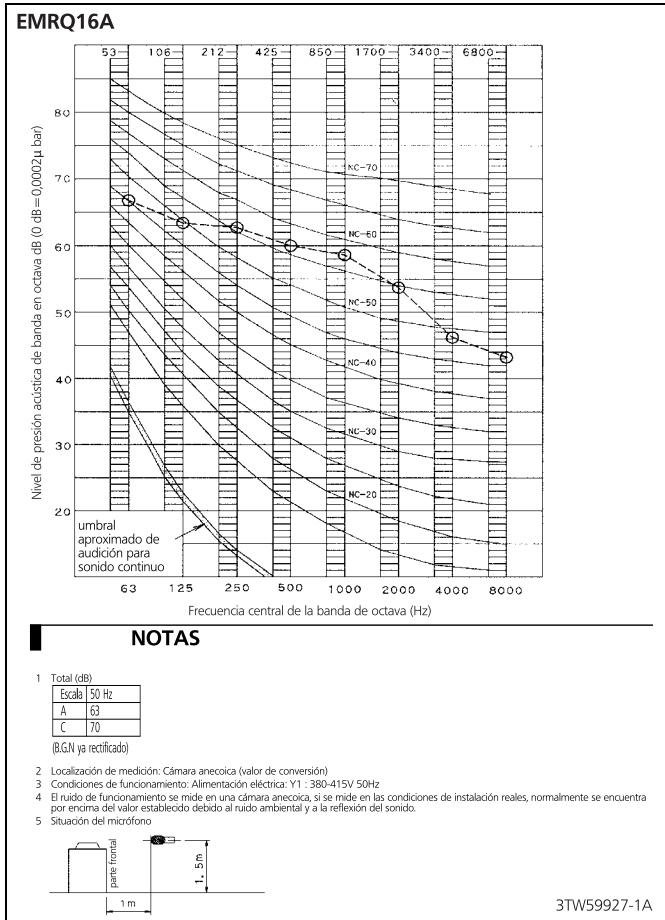 EMRQ16A
53 106 212 425 850 1700 3400 6800
Nivel de presión acústica de banda en octava dB (0 dB = 0,0002µ bar)
80
70
60
50
40
30
20
NC-70
NC-60
NC-50
NC-40
NC-30
NC-20
umbral
aproximado de
audición para
sonido continuo
63 125 250 500 1000 2000 4000 8000
Frecuencia central de la banda de octava (Hz)
NOTAS
1 Total (dB)
Escala 50 Hz
A 63
C 70
(B.G.N ya rectificado)
2 Localización de medición: Cámara anecoica (valor de conversión)
3 Condiciones de funcionamiento: Alimentación eléctrica: Y1 : 380-415V 50Hz
4 El ruido de funcionamiento se mide en una cámara anecoica, si se mide en las condiciones de instalación reales, normalmente se encuentra
por encima del valor establecido debido al ruido ambiental y a la reflexión del sonido.
5 Situación del micrófono
parte frontal
1. 5m
1 m
3TW59927-1A